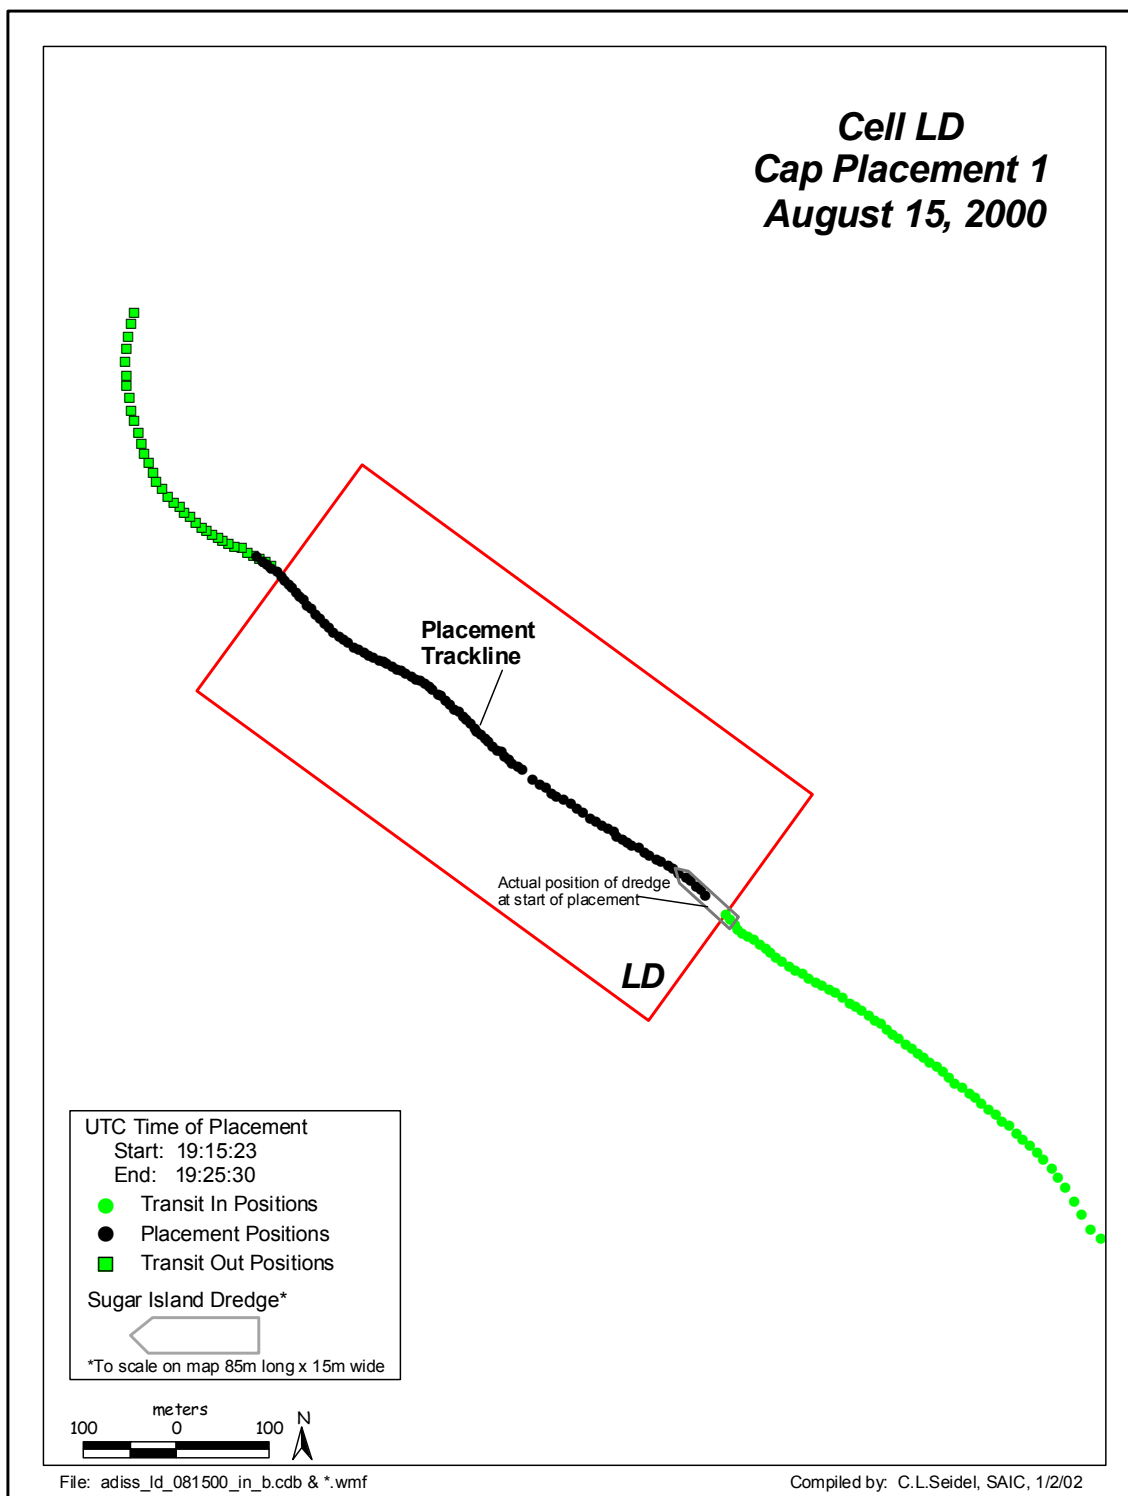 Cell LD
Cap Placement 1
August 15, 2000
Placement
Trackline
Actual position of dredge
at start of placement
LD
UTC Time of Placement
Start: 19:15:23
End: 19:25:30
Transit In Positions
Placement Positions
Transit Out Positions
Sugar Island Dredge*
*To scale on map 85m long x 15m wide
meters
100 0 100
N
File: adiss_ld_081500_in_b.cdb & *.wmf
Compiled by: C.L.Seidel, SAIC, 1/2/02